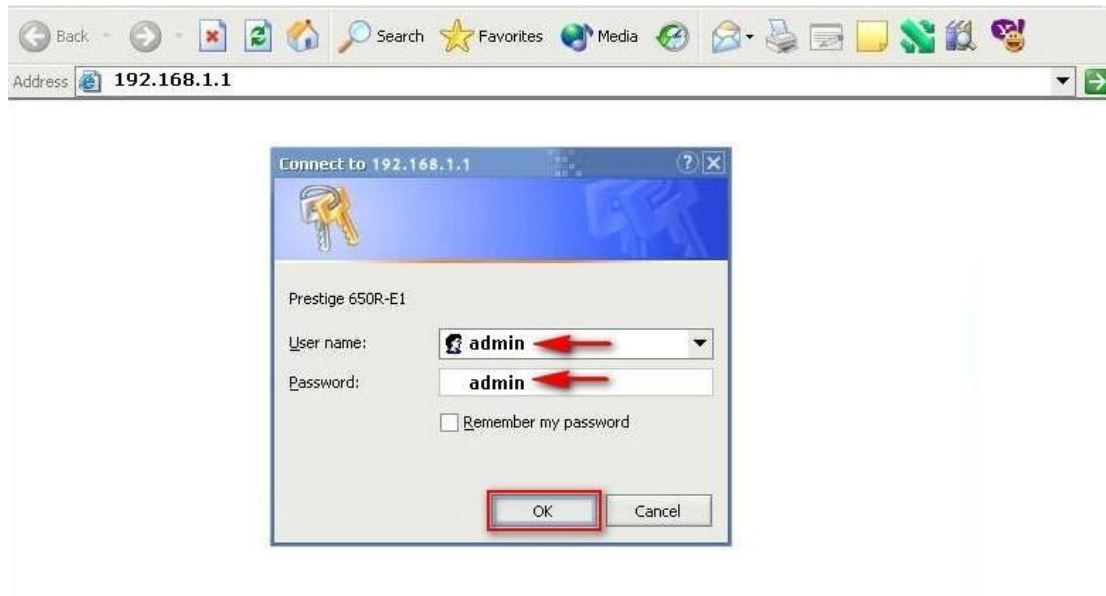 Back Search Favorites Media
Address 192.168.1.1
Connect to 192.168.1.1
Prestige 650R-E1
User name: admin
Password: admin
Remember my password
OK Cancel